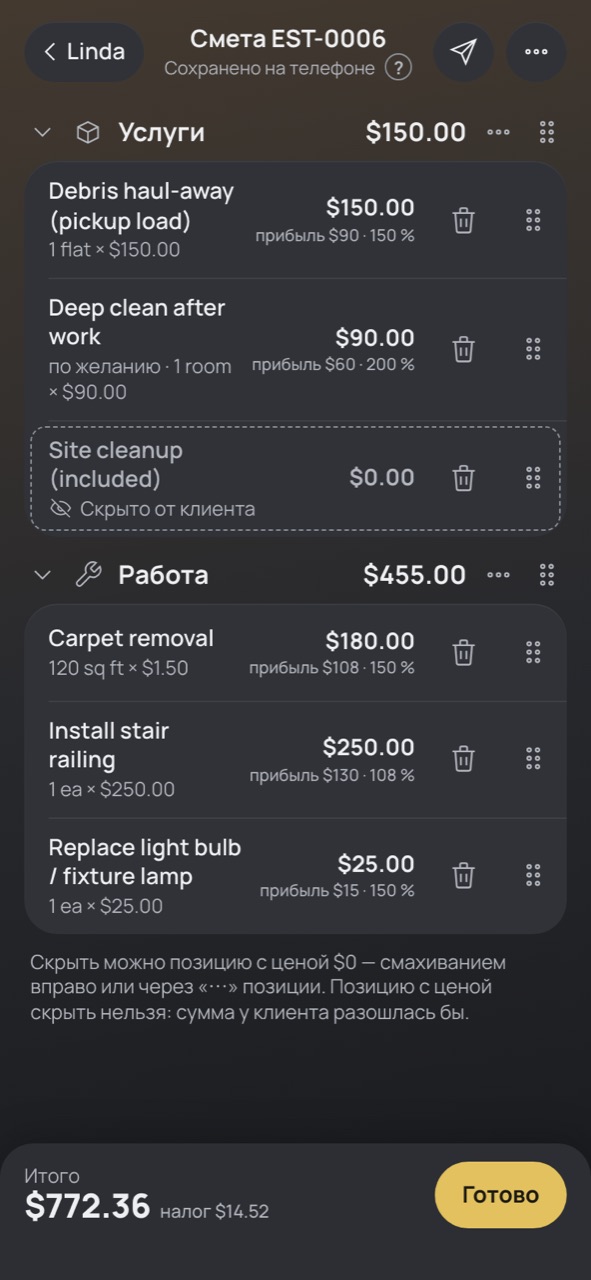 Linda
Смета EST-0006
Сохранено на телефоне ?
Услуги $150.00
Debris haul-away
(pickup load)
1 flat × $150.00
$150.00
прибыль $90 · 150 %
Deep clean after
work
по желанию · 1 room
× $90.00
$90.00
прибыль $60 · 200 %
Site cleanup
(included)
Скрыто от клиента
$0.00
Работа $455.00
Carpet removal
120 sq ft × $1.50
$180.00
прибыль $108 · 150 %
Install stair
railing
1 ea × $250.00
$250.00
прибыль $130 · 108 %
Replace light bulb
/ fixture lamp
1 ea × $25.00
$25.00
прибыль $15 · 150 %
Скрыть можно позицию с ценой $0 — смахиванием
вправо или через «···» позиции. Позицию с ценой
скрыть нельзя: сумма у клиента разошлась бы.
Итого
$772.36 налог $14.52
Готово